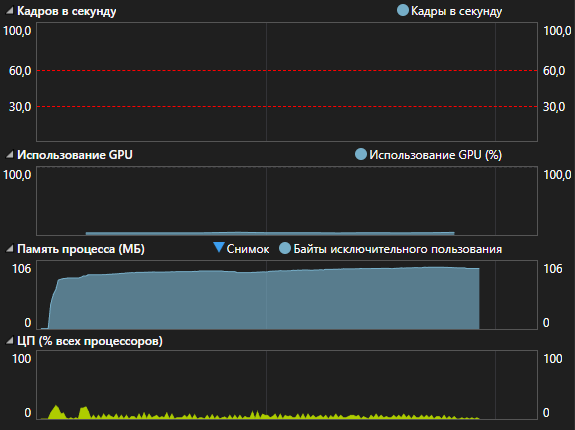 Кадров в секунду
Кадры в секунду
100,0
100,0
60,0
60,0
30,0
30,0
Использование GPU
Использование GPU (%)
100,0
100,0
Память процесса (МБ)
Снимок
Байты исключительного пользования
106
106
0
0
ЦП (% всех процессоров)
100
100
0
0